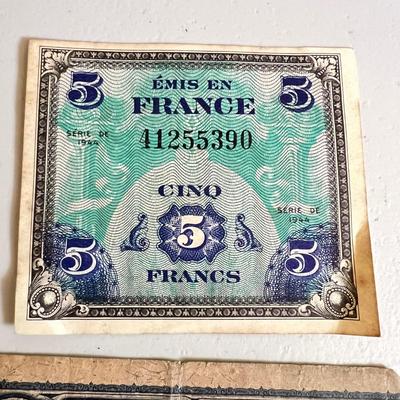 5 ÉMIS EN 5
FRANCE
SÉRIE DE
1944
41255390
CINQ
SÉRIE DE
1944
5 5 5
FRANCS